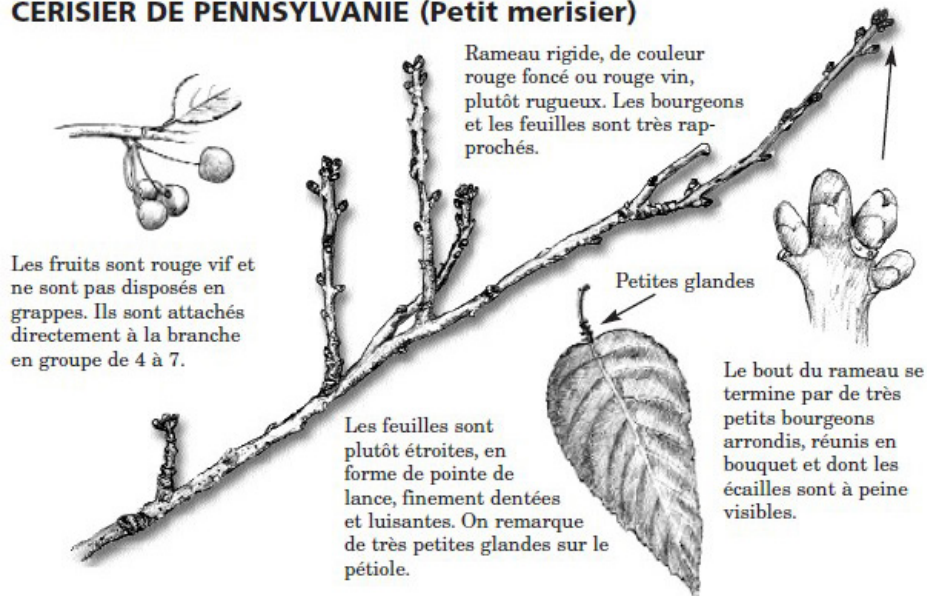 CERISIER DE PENNSYLVANIE (Petit merisier)
Rameau rigide, de couleur
rouge foncé ou rouge vin,
plutôt rugueux. Les bourgeons
et les feuilles sont très rap-
prochés.
Les fruits sont rouge vif et
ne sont pas disposés en
grappes. Ils sont attachés
directement à la branche
en groupe de 4 à 7.
Petites glandes
Les feuilles sont
plutôt étroites, en
forme de pointe de
lance, finement dentées
et luisantes. On remarque
de très petites glandes sur le
pétiole.
Le bout du rameau se
termine par de très
petits bourgeons
arrondis, réunis en
bouquet et dont les
écailles sont à peine
visibles.